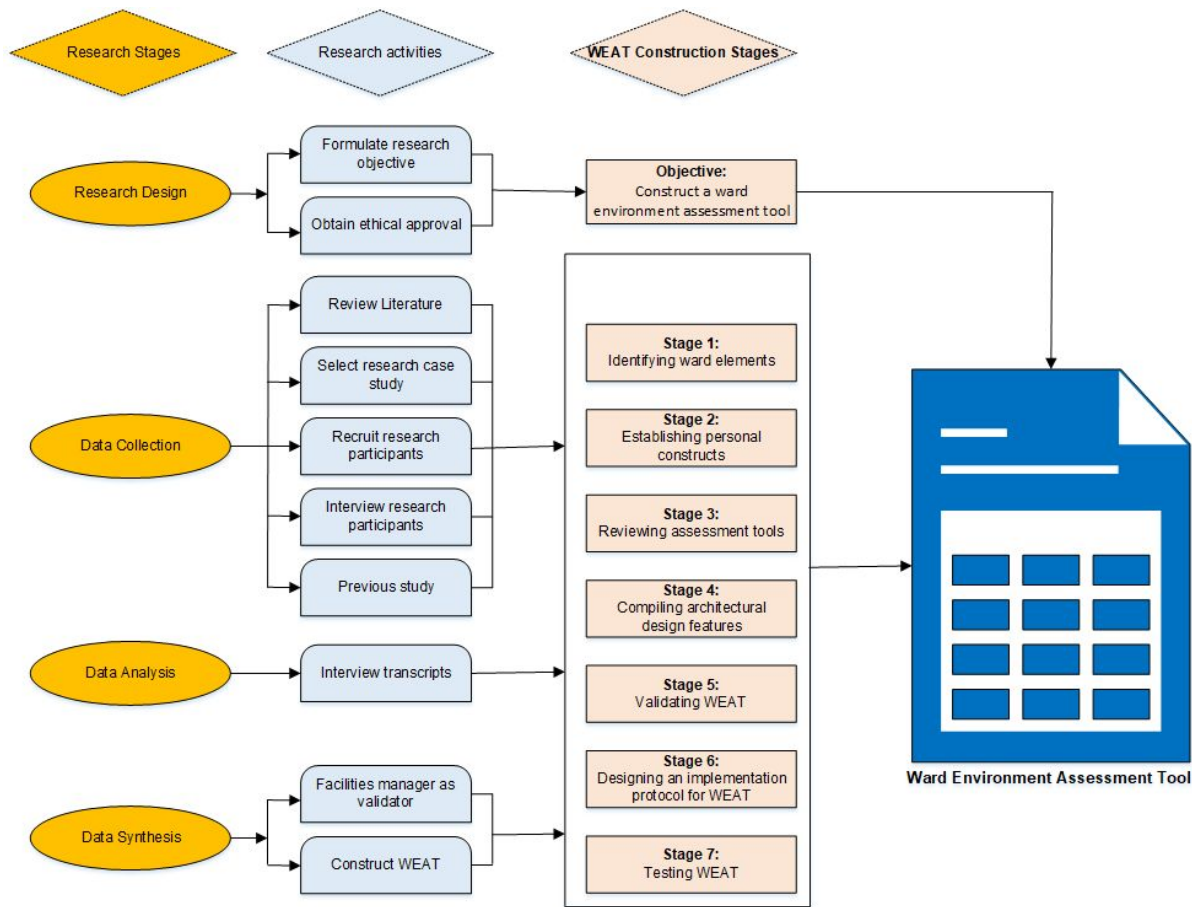 Research Stages
Research activities
WEAT Construction Stages
Formulate research
objective
Research Design
Obtain ethical approval
Objective:
Construct a ward
environment assessment tool
Review Literature
Select research case
study
Data Collection
Recruit research
participants
Interview research
participants
Previous study
Data Analysis
Interview transcripts
Facilities manager as
validator
Data Synthesis
Construct WEAT
Stage 1:
Identifying ward elements
Stage 2:
Establishing personal
constructs
Stage 3:
Reviewing assessment tools
Stage 4:
Compiling architectural
design features
Stage 5:
Validating WEAT
Stage 6:
Designing an implementation
protocol for WEAT
Stage 7:
Testing WEAT
Ward Environment Assessment Tool